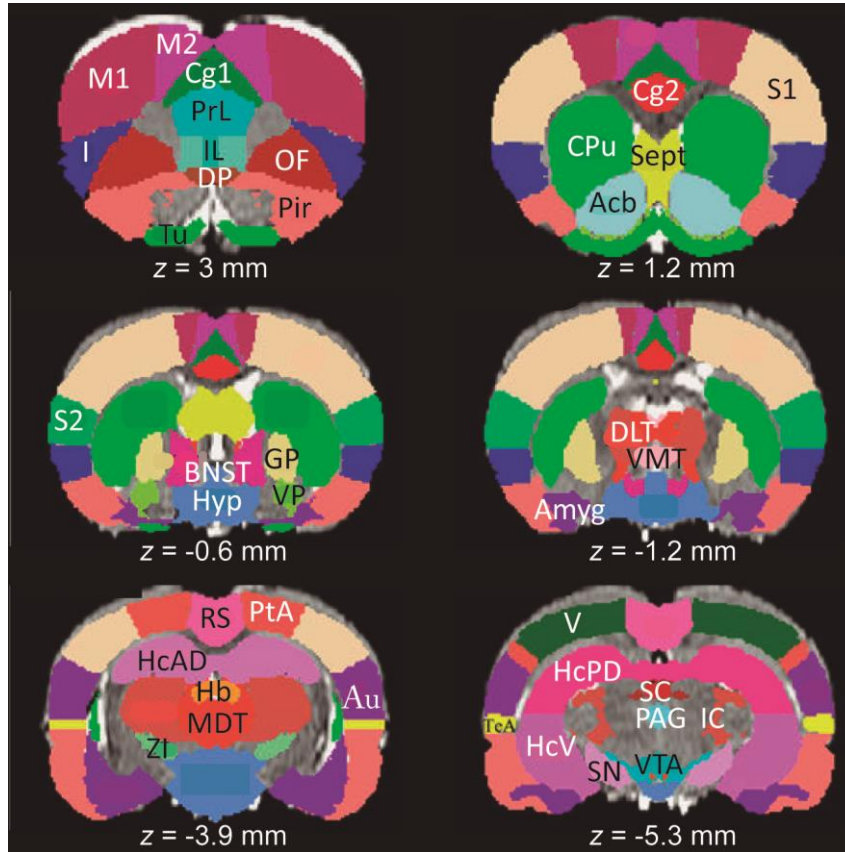 M2
M1
Cg1
PrL
I
IL
OF
DP
Pir
Tu
z = 3 mm
Cg2
S1
CPu
Sept
Acb
z = 1.2 mm
S2
GP
BNST
VP
Hyp
z = -0.6 mm
DLT
VMT
Amyg
z = -1.2 mm
RS
PtA
HcAD
Hb
Au
MDT
ZI
z = -3.9 mm
V
HcPD
SC
TeA
PAG
IC
HcV
SN
VTA
z = -5.3 mm